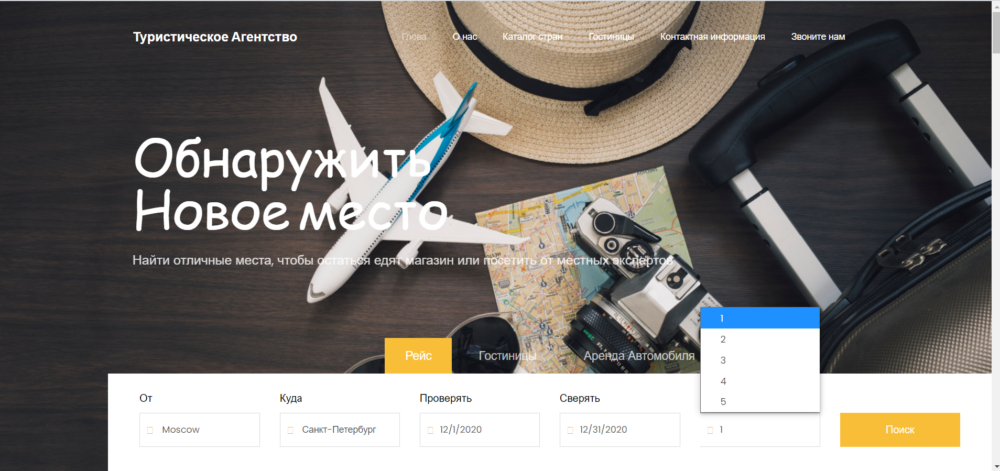 Туристическое Агентство
Глова О нас Каталог стран Гостиницы Контактная информация Звоните нам
Обнаружить
Новое место
Найти отличные места, чтобы остаться едят магазин или посетить от местных экспертов
Рейс Гостиницы Аренда Автомобиля
1
2
3
4
5
От Куда Проверять Сверять
Moscow Санкт-Петербург 12/1/2020 12/31/2020 1 Поиск